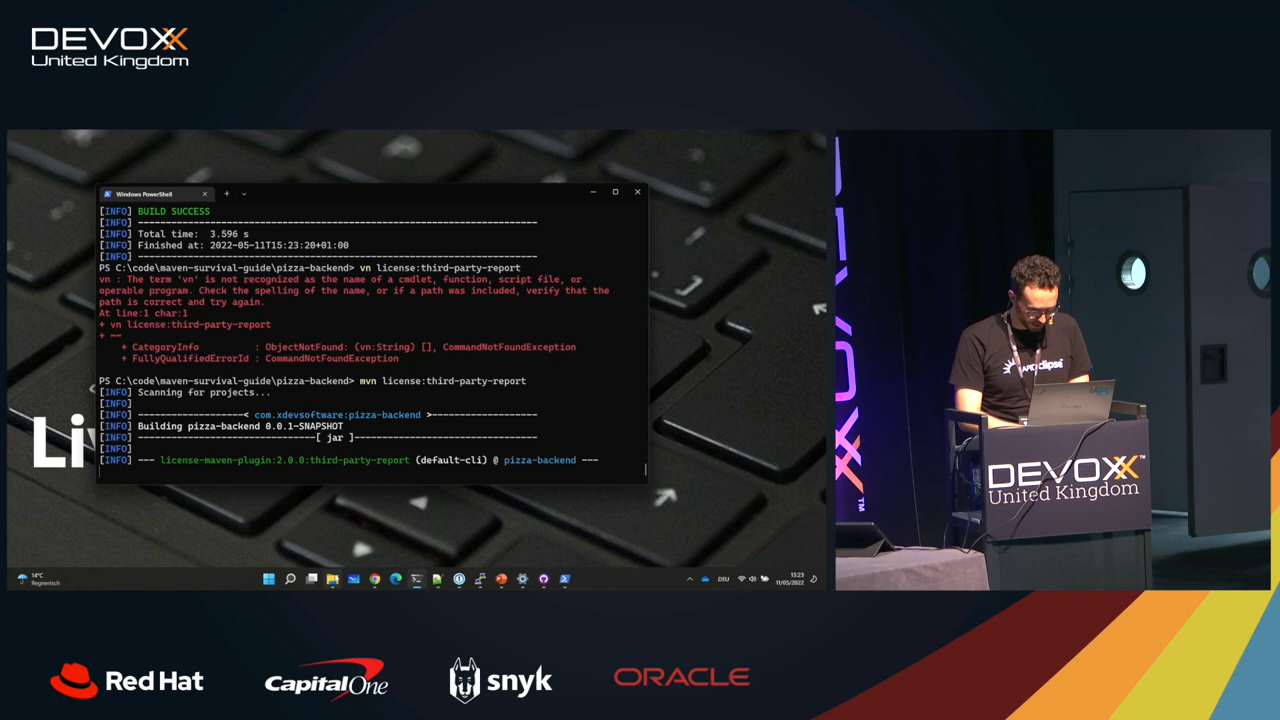 DEVOXX
United Kingdom
Windows PowerShell
[INFO] BUILD SUCCESS
[INFO] ------------------------------------------------------------------------
[INFO] Total time:  3.596 s
[INFO] Finished at: 2022-05-11T15:23:20+01:00
[INFO] ------------------------------------------------------------------------
PS C:\code\maven-survival-guide\pizza-backend> vn license:third-party-report
vn : The term 'vn' is not recognized as the name of a cmdlet, function, script file, or
operable program. Check the spelling of the name, or if a path was included, verify that the
path is correct and try again.
At line:1 char:1
+ vn license:third-party-report
+ ~~
    + CategoryInfo          : ObjectNotFound: (vn:String) [], CommandNotFoundException
    + FullyQualifiedErrorId : CommandNotFoundException
PS C:\code\maven-survival-guide\pizza-backend> mvn license:third-party-report
[INFO] Scanning for projects...
[INFO]
[INFO] -------------------< com.xdevsoftware:pizza-backend >-------------------
[INFO] Building pizza-backend 0.0.1-SNAPSHOT
[INFO] --------------------------------[ jar ]---------------------------------
[INFO]
[INFO] --- license-maven-plugin:2.0.0:third-party-report (default-cli) @ pizza-backend ---
Li
14°C
Regnerisch
DEU
15:23
11/05/2022
DEVOXX
TM
DEVOXX™
United Kingdom
Red Hat
Capital One
snyk
ORACLE